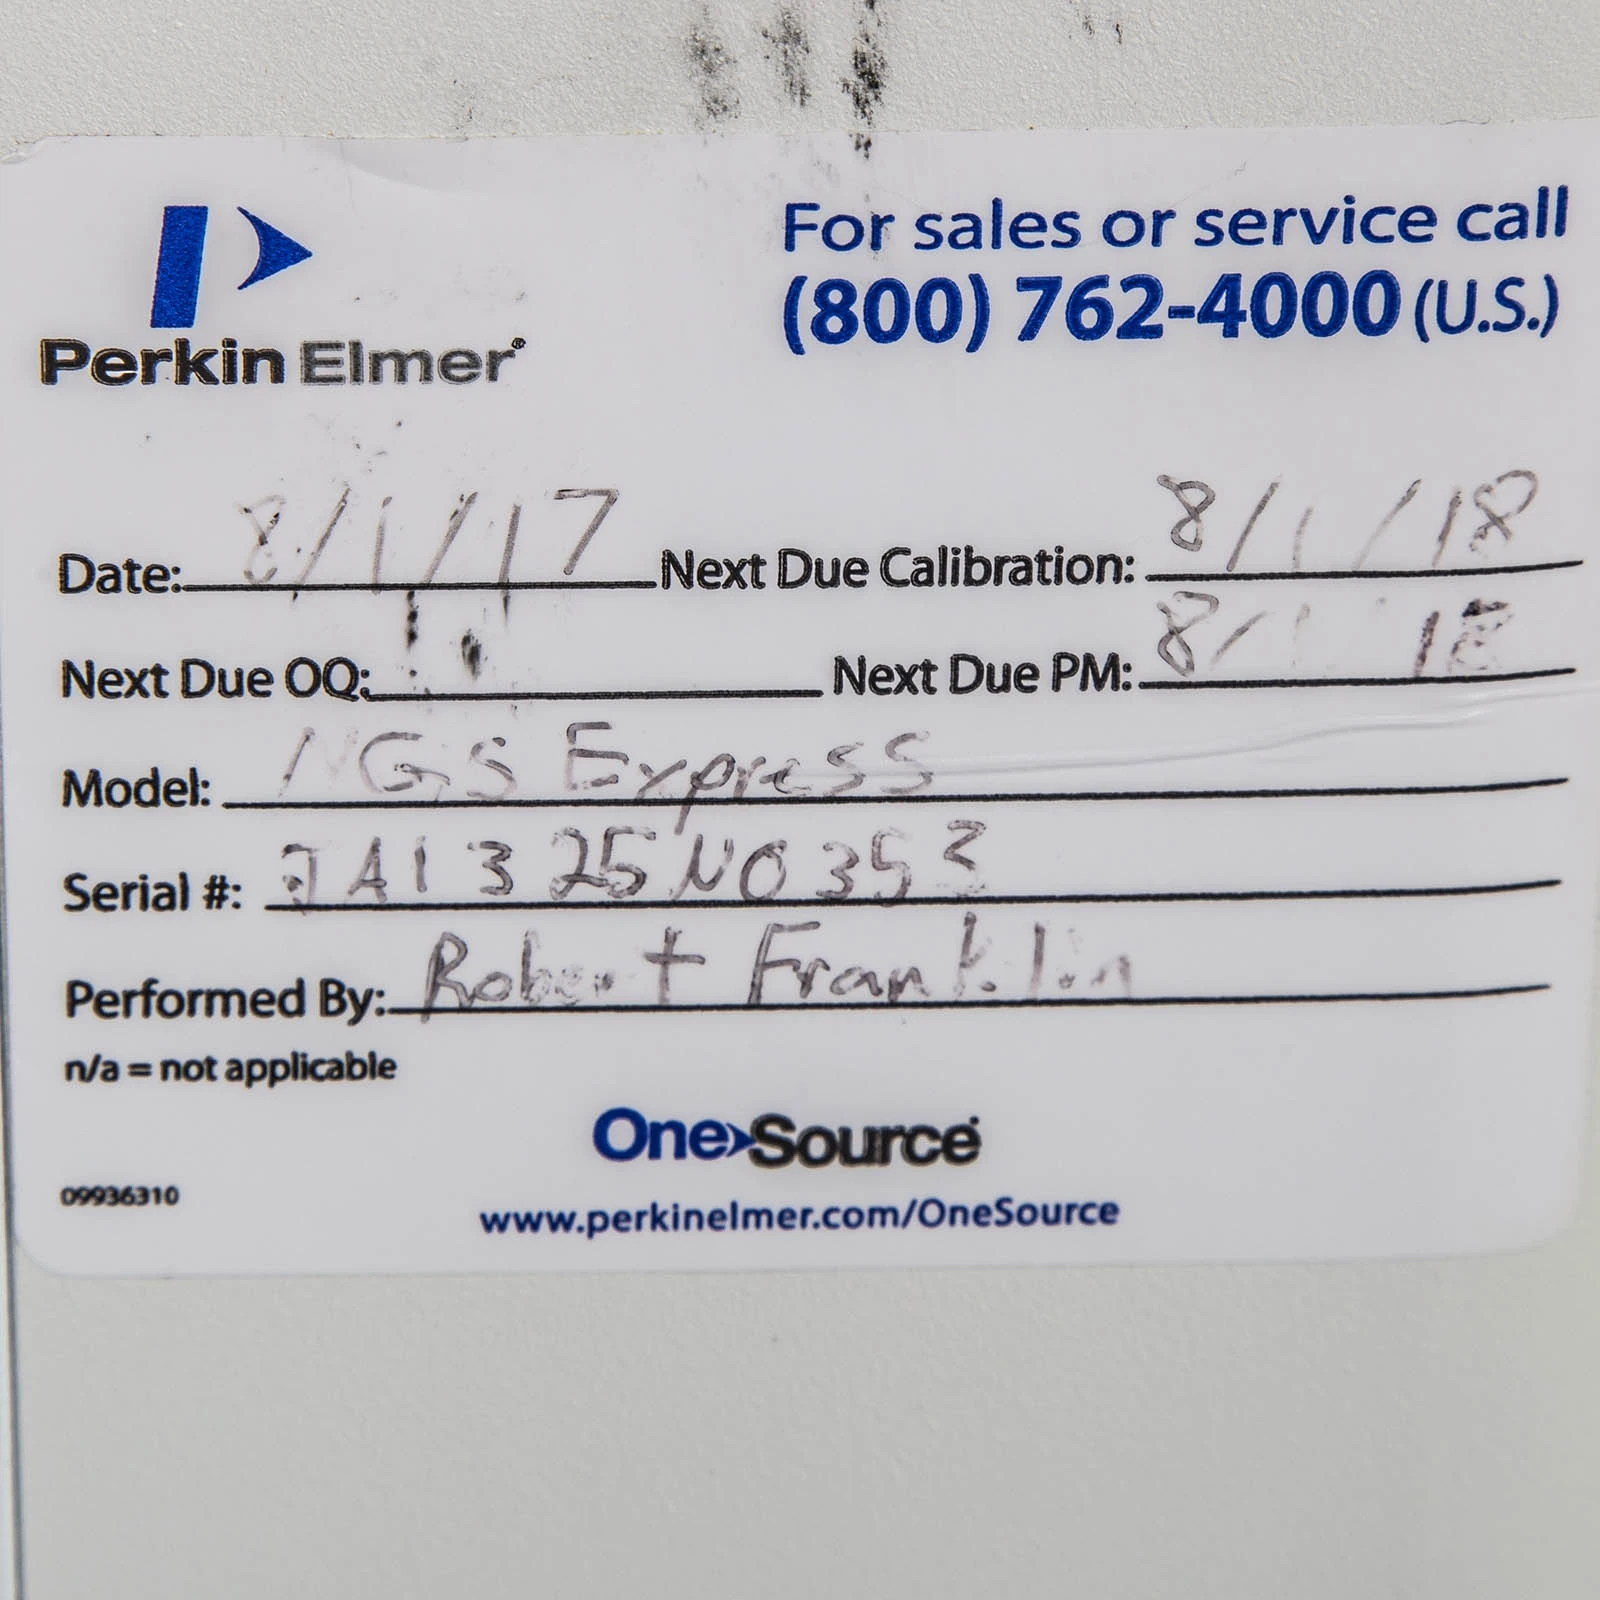 PerkinElmer
For sales or service call
(800) 762-4000 (U.S.)
Date: 8/1/17 Next Due Calibration: 8/1/18
Next Due OQ: Next Due PM: 8/1 18
Model: NGS Express
Serial #: JA1325N0353
Performed By: Robert Franklin
n/a = not applicable
OneSource
09936310
www.perkinelmer.com/OneSource